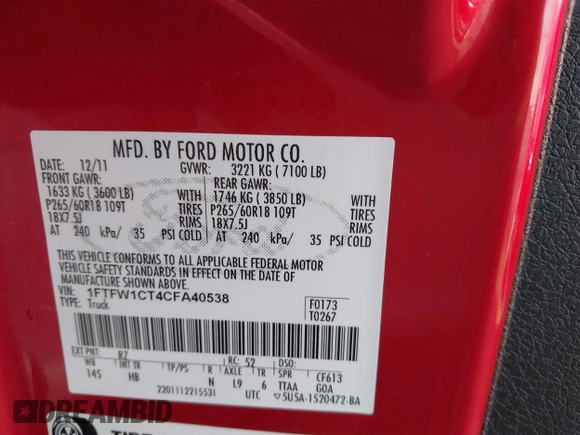 MFD. BY FORD MOTOR CO.
DATE: 12/11 GVWR: 3221 KG ( 7100 LB)
FRONT GAWR: REAR GAWR:
1633 KG ( 3600 LB) WITH 1746 KG ( 3850 LB) WITH
P265/60R18 109T TIRES P265/60R18 109T TIRES
18X7.5J RIMS 18X7.5J RIMS
AT 240 kPa/ 35 PSI COLD AT 240 kPa/ 35 PSI COLD
THIS VEHICLE CONFORMS TO ALL APPLICABLE FEDERAL MOTOR
VEHICLE SAFETY STANDARDS IN EFFECT ON THE DATE OF
MANUFACTURE SHOWN ABOVE.
VIN: 1FTFW1CT4CFA40538 F0173
TYPE: Truck T0267
EXT PNT: R7 RC: 52 DSO:
WB INT TR TP/PS R AXLE TR SPR CF613
145 HB N L9 6 TTAA GOA
2201112215531 UTC 5U5A-1520472-BA
DREAMBID
TIRE